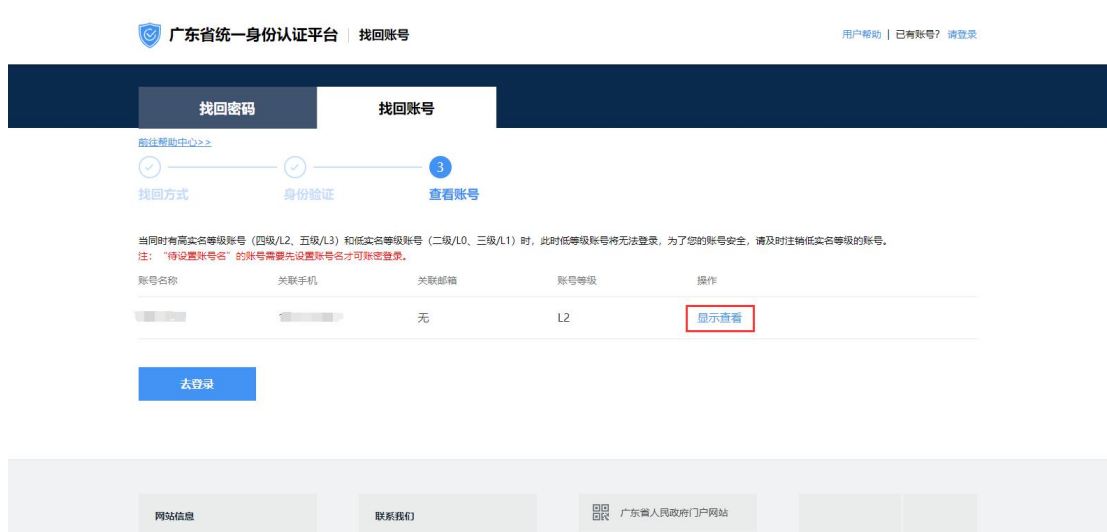 广东省统一身份认证平台 | 找回账号
用户帮助 | 已有账号？ 请登录
找回密码
找回账号
前往帮助中心>>
3
找回方式
身份验证
查看账号
当同时有高实名等级账号（四级/L2、五级/L3）和低实名等级账号（二级/L0、三级/L1）时，此时低等级账号将无法登录，为了您的账号安全，请及时注销低实名等级的账号。
注：“待设置账号名”的账号需要先设置账号名才可账密登录。
账号名称 关联手机 关联邮箱 账号等级 操作
无 L2 显示查看
去登录
网站信息
联系我们
广东省人民政府门户网站